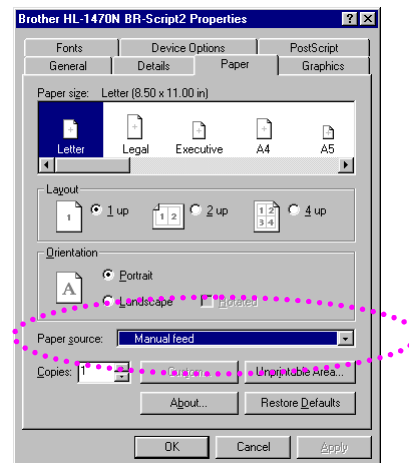 Brother HL-1470N BR-Script2 Properties
Fonts Device Options PostScript
General Details Paper Graphics
Paper size: Letter (8.50 x 11.00 in)
Letter Legal Executive A4 A5
Layout
1 1 up 1 2 2 up 1 2 4 up
3 4
Orientation
A Portrait
Landscape Rotated
Paper source: Manual feed
Copies: 1 Custom... Unprintable Area...
About... Restore Defaults
OK Cancel Apply